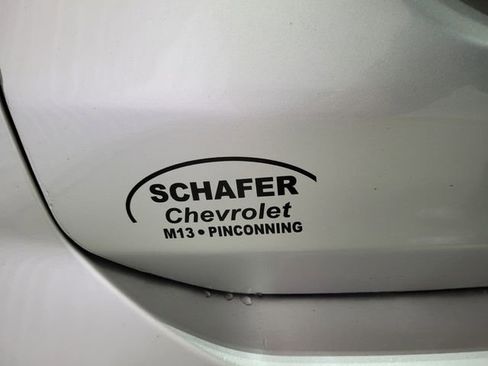 SCHAFER
Chevrolet
M13 • PINCONNING